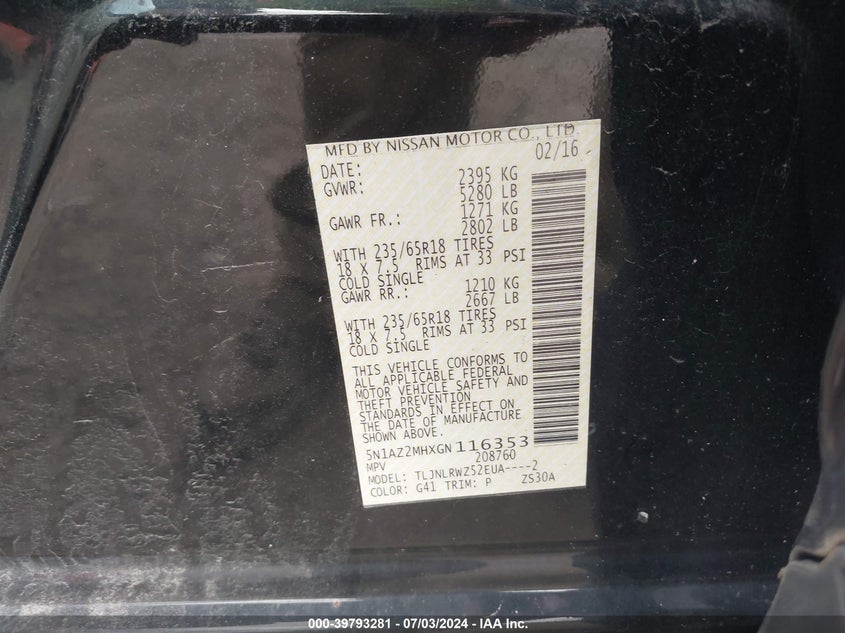 MFD BY NISSAN MOTOR CO., LTD.
DATE: 02/16
GVWR: 2395 KG
5280 LB
GAWR FR.: 1271 KG
2802 LB
WITH 235/65R18 TIRES
18 X 7.5 RIMS AT 33 PSI
COLD SINGLE
GAWR RR.: 1210 KG
2667 LB
WITH 235/65R18 TIRES
18 X 7.5 RIMS AT 33 PSI
COLD SINGLE
THIS VEHICLE CONFORMS TO
ALL APPLICABLE FEDERAL
MOTOR VEHICLE SAFETY AND
THEFT PREVENTION
STANDARDS IN EFFECT ON
THE DATE OF MANUFACTURE
SHOWN ABOVE.
5N1AZ2MHXGN116353
MPV 208760
MODEL: TLJNLRWZ52EUA----2
COLOR: G41 TRIM: P ZS30A
000-39793281 - 07/03/2024 - IAA Inc.